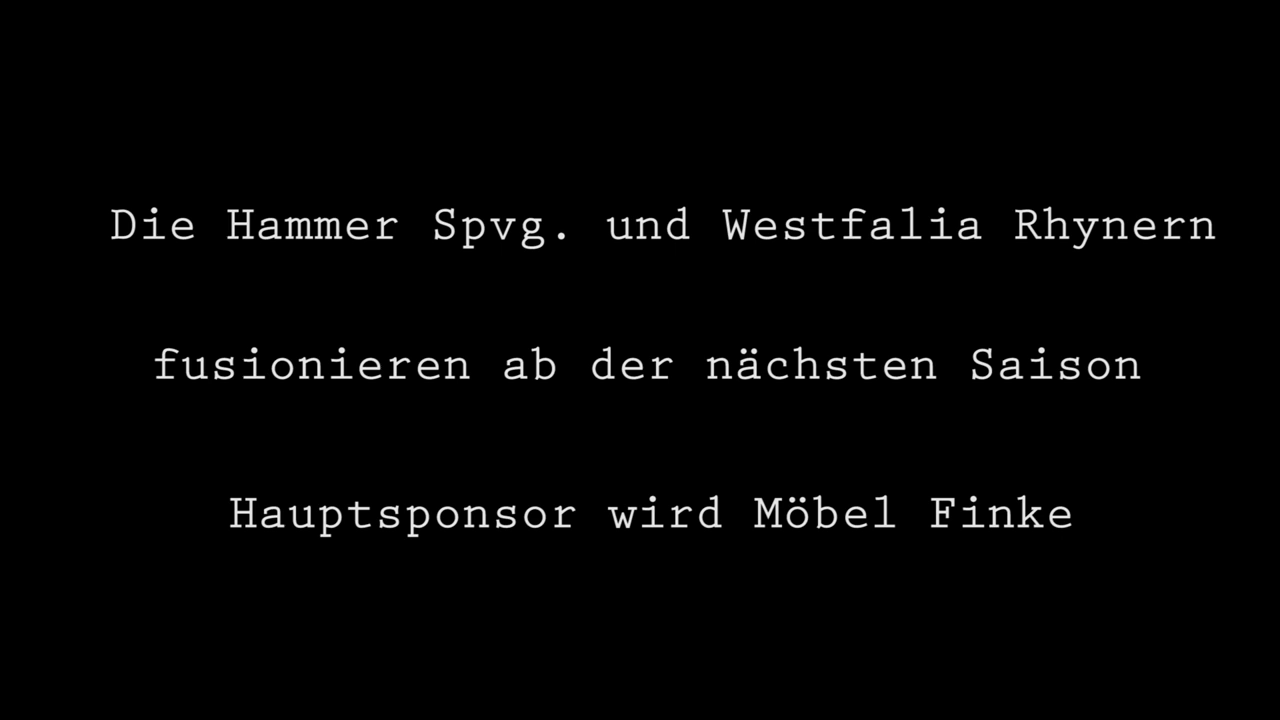 Die Hammer Spvg. und Westfalia Rhynern
fusionieren ab der nächsten Saison
Hauptsponsor wird Möbel Finke